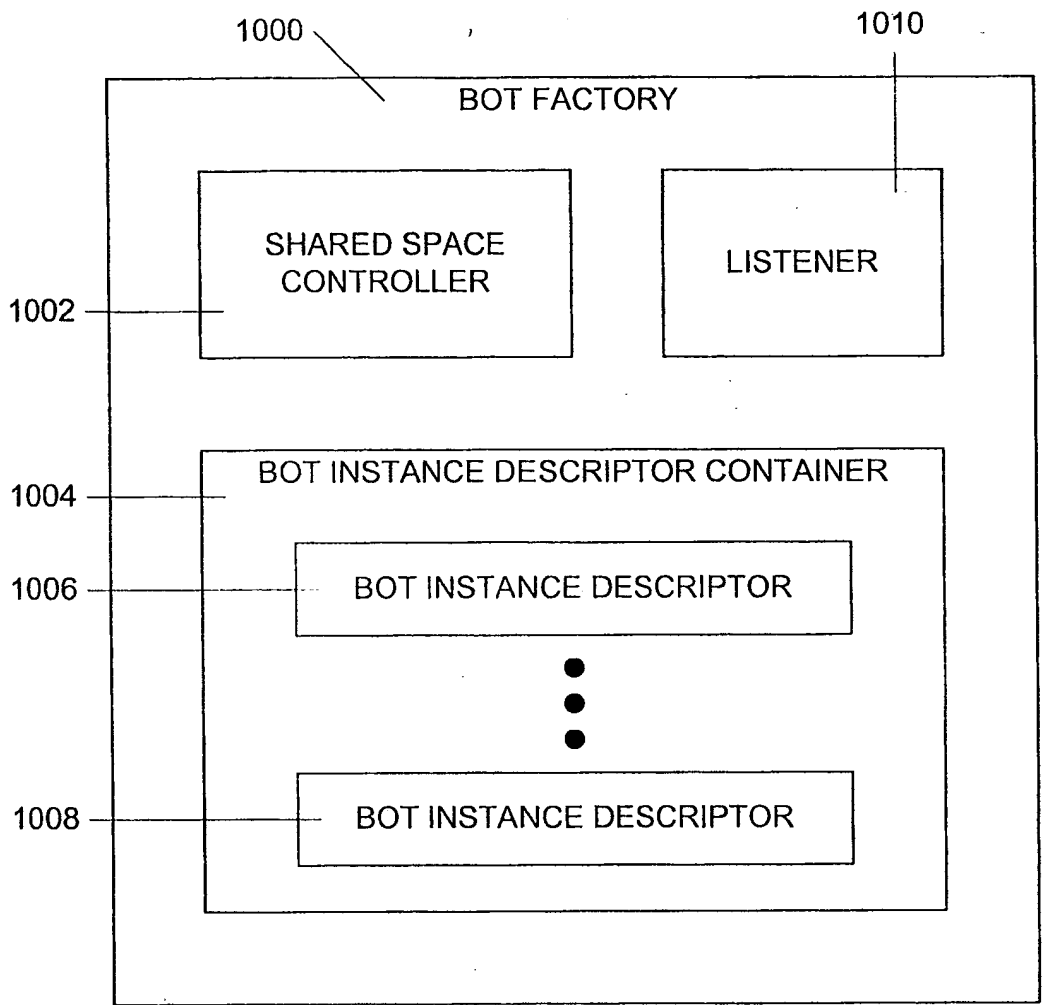 1000
1010
BOT FACTORY
SHARED SPACE
CONTROLLER
LISTENER
1002
BOT INSTANCE DESCRIPTOR CONTAINER
1004
BOT INSTANCE DESCRIPTOR
1006
BOT INSTANCE DESCRIPTOR
1008